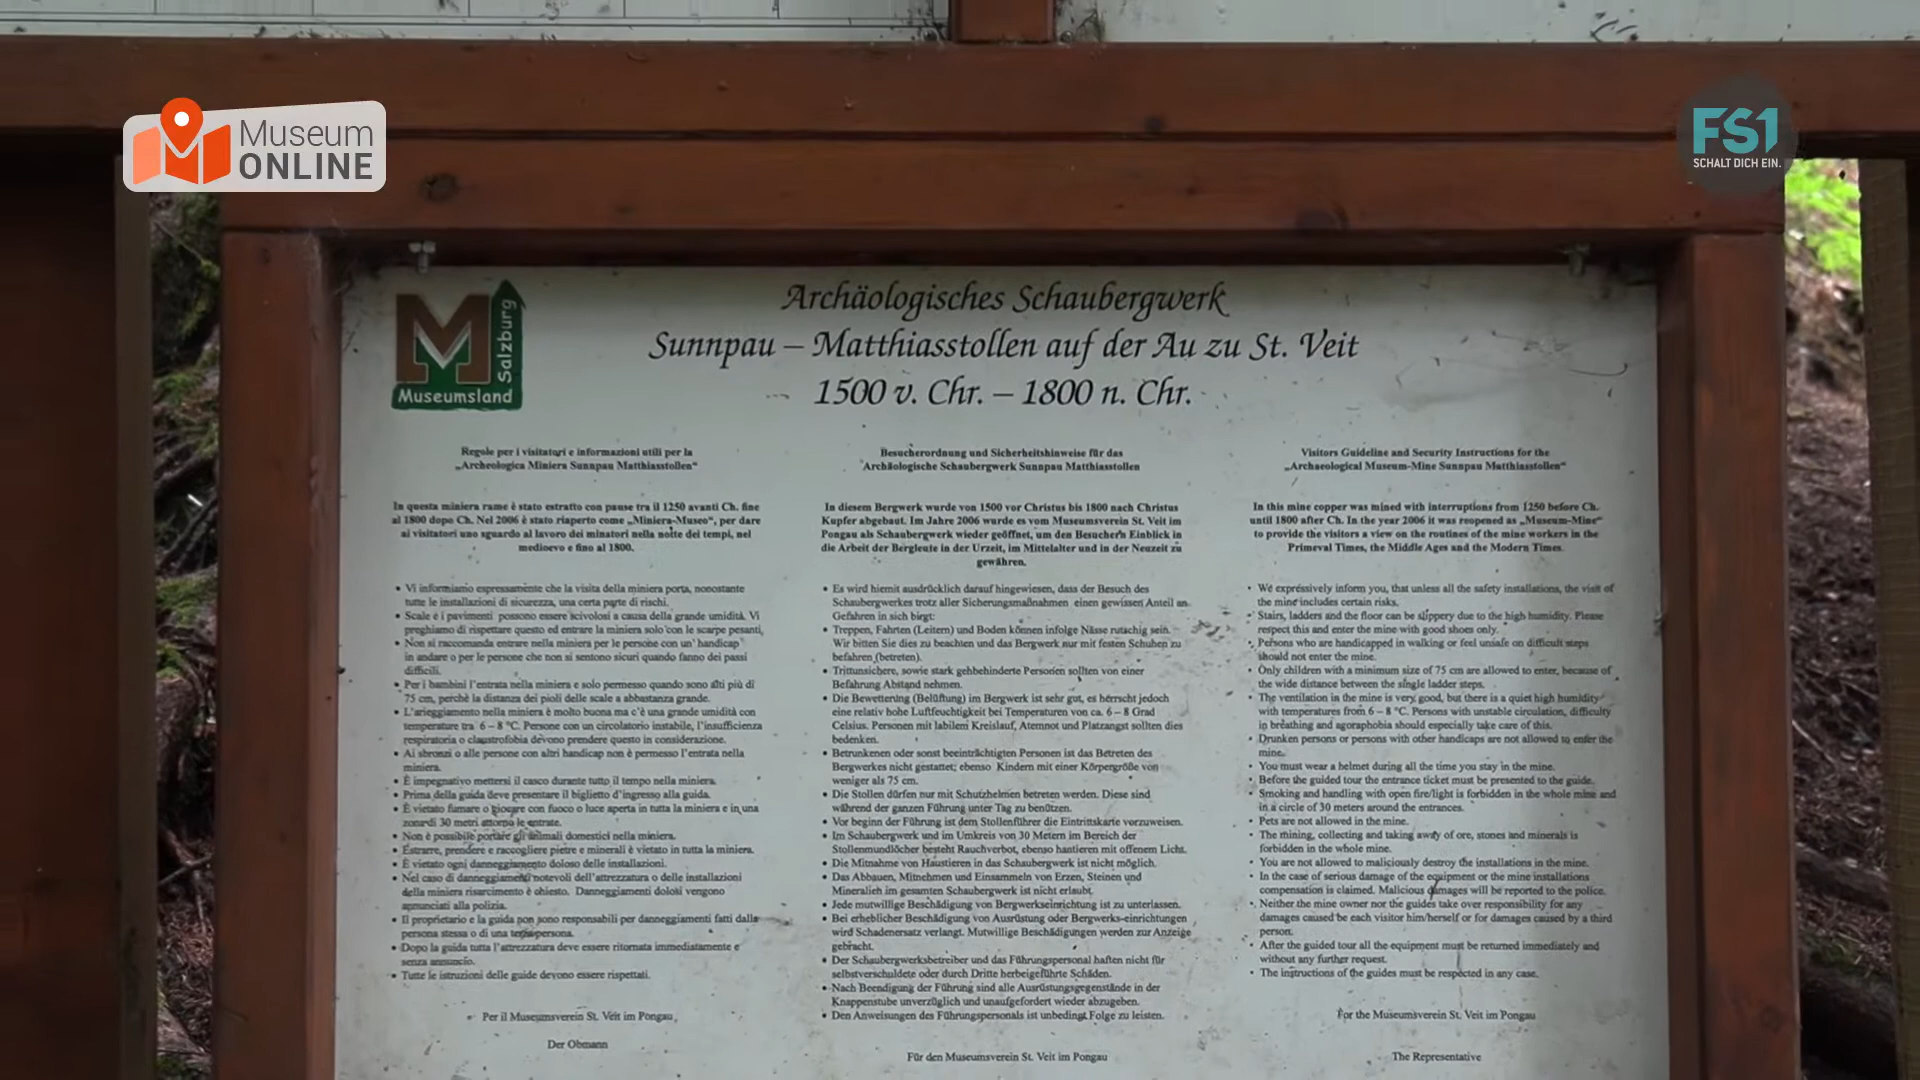 Museum
ONLINE
FS1
SCHALT DICH EIN.
Museumsland
Salzburg
Archäologisches Schaubergwerk
Sunnpau – Matthiasstollen auf der Au zu St. Veit
1500 v. Chr. – 1800 n. Chr.
Regole per i visitatori e informazioni utili per la
„Archeologica Miniera Sunnpau Matthiasstollen“
In questa miniera rame è stato estratto con pause tra il 1250 avanti Ch. fine
al 1800 dopo Ch. Nel 2006 è stato riaperto come „Miniera-Museo“, per dare
ai visitatori uno sguardo al lavoro dei minatori nella notte dei tempi, nel
medioevo e fino al 1800.
• Vi informiamo espressamente che la visita della miniera porta, nonostante
tutte le installazioni di sicurezza, una certa parte di rischi.
• Scale e i pavimenti possono essere scivolosi a causa della grande umidità. Vi
preghiamo di rispettare questo ed entrare la miniera solo con le scarpe pesanti,
• Non si raccomanda entrare nella miniera per le persone con un' handicap
in andare o per le persone che non si sentono sicuri quando fanno dei passi
difficili.
• Per i bambini l'entrata nella miniera e solo permesso quando sono alti più di
75 cm, perchè la distanza dei pioli delle scale e abbastanza grande.
• L'arieggiamento nella miniera è molto buona ma c'è una grande umidità con
temperature tra 6 – 8 °C. Persone con un circolatorio instabile, l'insufficienza
respiratoria o claustrofobia devono prendere questo in considerazione.
• Ai sbronzi o alle persone con altri handicap non è permesso l'entrata nella
miniera.
• È impegnativo mettersi il casco durante tutto il tempo nella miniera.
• Prima della guida deve presentare il biglietto d'ingresso alla guida.
• È vietato fumare o giocare con fuoco o luce aperta in tutta la miniera e in una
zona di 30 metri attorno le entrate.
• Non è possibile portare gli animali domestici nella miniera.
• Estrarre, prendere e raccogliere pietre e minerali è vietato in tutta la miniera.
• È vietato ogni danneggiamento doloso delle installazioni.
• Nel caso di danneggiamenti notevoli dell'attrezzatura o delle installazioni
della miniera risarcimento è chiesto. Danneggiamenti dolosi vengono
annunciati alla polizia.
• Il proprietario e la guida non sono responsabili per danneggiamenti fatti dalla
persona stessa o di una terza persona.
• Dopo la guida tutta l'attrezzatura deve essere ritornata immediatamente e
senza annuncio.
• Tutte le istruzioni delle guide devono essere rispettati.
Per il Museumsverein St. Veit im Pongau
Der Obmann
Besucherordnung und Sicherheitshinweise für das
Archäologische Schaubergwerk Sunnpau Matthiasstollen
In diesem Bergwerk wurde von 1500 vor Christus bis 1800 nach Christus
Kupfer abgebaut. Im Jahre 2006 wurde es vom Museumsverein St. Veit im
Pongau als Schaubergwerk wieder geöffnet, um den Besuchern Einblick in
die Arbeit der Bergleute in der Urzeit, im Mittelalter und in der Neuzeit zu
gewähren.
• Es wird hiemit ausdrücklich darauf hingewiesen, dass der Besuch des
Schaubergwerkes trotz aller Sicherungsmaßnahmen einen gewissen Anteil an
Gefahren in sich birgt:
• Treppen, Fahrten (Leitern) und Boden können infolge Nässe rutschig sein.
Wir bitten Sie dies zu beachten und das Bergwerk nur mit festen Schuhen zu
befahren (betreten).
• Trittunsichere, sowie stark gehbehinderte Personen sollten von einer
Befahrung Abstand nehmen.
• Die Bewetterung (Belüftung) im Bergwerk ist sehr gut, es herrscht jedoch
eine relativ hohe Luftfeuchtigkeit bei Temperaturen von ca. 6 – 8 Grad
Celsius. Personen mit labilem Kreislauf, Atemnot und Platzangst sollten dies
bedenken.
• Betrunkenen oder sonst beeinträchtigten Personen ist das Betreten des
Bergwerkes nicht gestattet; ebenso Kindern mit einer Körpergröße von
weniger als 75 cm.
• Die Stollen dürfen nur mit Schutzhelmen betreten werden. Diese sind
während der ganzen Führung unter Tag zu benützen.
• Vor beginn der Führung ist dem Stollenführer die Eintrittskarte vorzuweisen.
• Im Schaubergwerk und im Umkreis von 30 Metern im Bereich der
Stollenmundlöcher besteht Rauchverbot, ebenso hantieren mit offenem Licht.
• Die Mitnahme von Haustieren in das Schaubergwerk ist nicht möglich.
• Das Abbauen, Mitnehmen und Einsammeln von Erzen, Steinen und
Mineralien im gesamten Schaubergwerk ist nicht erlaubt.
• Jede mutwillige Beschädigung von Bergwerkseinrichtung ist zu unterlassen.
• Bei erheblicher Beschädigung von Ausrüstung oder Bergwerks-einrichtungen
wird Schadenersatz verlangt. Mutwillige Beschädigungen werden zur Anzeige
gebracht.
• Der Schaubergwerksbetreiber und das Führungspersonal haften nicht für
selbstverschuldete oder durch Dritte herbeigeführte Schäden.
• Nach Beendigung der Führung sind alle Ausrüstungsgegenstände in der
Knappenstube unverzüglich und unaufgefordert wieder abzugeben.
• Den Anweisungen des Führungspersonals ist unbedingt Folge zu leisten.
Für den Museumsverein St. Veit im Pongau
Visitors Guideline and Security Instructions for the
„Archaeological Museum-Mine Sunnpau Matthiasstollen“
In this mine copper was mined with interruptions from 1250 before Ch.
until 1800 after Ch. In the year 2006 it was reopened as „Museum-Mine“
to provide the visitors a view on the routines of the mine workers in the
Primeval Times, the Middle Ages and the Modern Times.
• We expressively inform you, that unless all the safety installations, the visit of
the mine includes certain risks.
• Stairs, ladders and the floor can be slippery due to the high humidity. Please
respect this and enter the mine with good shoes only.
• Persons who are handicapped in walking or feel unsafe on difficult steps
should not enter the mine.
• Only children with a minimum size of 75 cm are allowed to enter, because of
the wide distance between the single ladder steps.
• The ventilation in the mine is very good, but there is a quiet high humidity
with temperatures from 6 – 8 °C. Persons with unstable circulation, difficulty
in breathing and agoraphobia should especially take care of this.
• Drunken persons or persons with other handicaps are not allowed to enter the
mine.
• You must wear a helmet during all the time you stay in the mine.
• Before the guided tour the entrance ticket must be presented to the guide.
• Smoking and handling with open fire/light is forbidden in the whole mine and
in a circle of 30 meters around the entrances.
• Pets are not allowed in the mine.
• The mining, collecting and taking away of ore, stones and minerals is
forbidden in the whole mine.
• You are not allowed to maliciously destroy the installations in the mine.
• In the case of serious damage of the equipment or the mine installations
compensation is claimed. Malicious damages will be reported to the police.
• Neither the mine owner nor the guides take over responsibility for any
damages caused be each visitor him/herself or for damages caused by a third
person.
• After the guided tour all the equipment must be returned immediately and
without any further request.
• The instructions of the guides must be respected in any case.
For the Museumsverein St. Veit im Pongau
The Representative